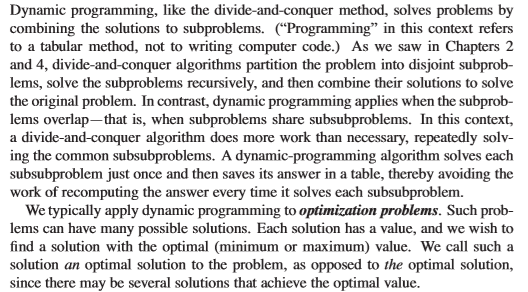 Dynamic programming, like the divide-and-conquer method, solves problems by
combining the solutions to subproblems. (“Programming” in this context refers
to a tabular method, not to writing computer code.) As we saw in Chapters 2
and 4, divide-and-conquer algorithms partition the problem into disjoint subprob-
lems, solve the subproblems recursively, and then combine their solutions to solve
the original problem. In contrast, dynamic programming applies when the subprob-
lems overlap—that is, when subproblems share subsubproblems. In this context,
a divide-and-conquer algorithm does more work than necessary, repeatedly solv-
ing the common subsubproblems. A dynamic-programming algorithm solves each
subsubproblem just once and then saves its answer in a table, thereby avoiding the
work of recomputing the answer every time it solves each subsubproblem.
We typically apply dynamic programming to optimization problems. Such prob-
lems can have many possible solutions. Each solution has a value, and we wish to
find a solution with the optimal (minimum or maximum) value. We call such a
solution an optimal solution to the problem, as opposed to the optimal solution,
since there may be several solutions that achieve the optimal value.